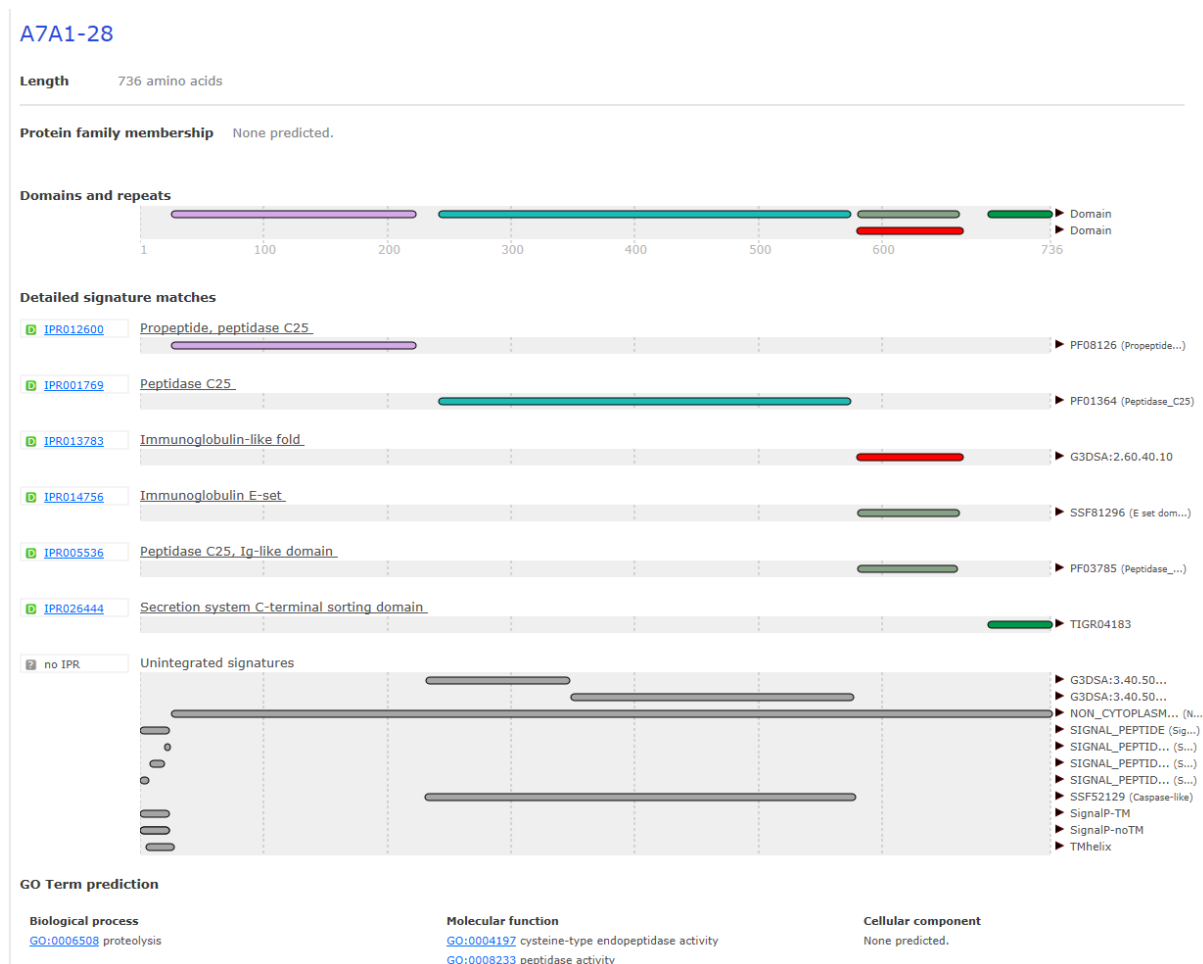 A7A1-28
Length 736 amino acids
Protein family membership None predicted.
Domains and repeats
Domain
Domain
1 100 200 300 400 500 600 736
Detailed signature matches
D IPR012600 Propeptide, peptidase C25
PF08126 (Propeptide...)
D IPR001769 Peptidase C25
PF01364 (Peptidase_C25)
D IPR013783 Immunoglobulin-like fold
G3DSA:2.60.40.10
D IPR014756 Immunoglobulin E-set
SSF81296 (E set dom...)
D IPR005536 Peptidase C25, Ig-like domain
PF03785 (Peptidase_...)
D IPR026444 Secretion system C-terminal sorting domain
TIGR04183
? no IPR Unintegrated signatures
G3DSA:3.40.50...
G3DSA:3.40.50...
NON_CYTOPLASM... (N...
SIGNAL_PEPTIDE (Sig...)
SIGNAL_PEPTID... (S...)
SIGNAL_PEPTID... (S...)
SIGNAL_PEPTID... (S...)
SSF52129 (Caspase-like)
SignalP-TM
SignalP-noTM
TMhelix
GO Term prediction
Biological process Molecular function Cellular component
GO:0006508 proteolysis GO:0004197 cysteine-type endopeptidase activity None predicted.
GO:0008233 peptidase activity